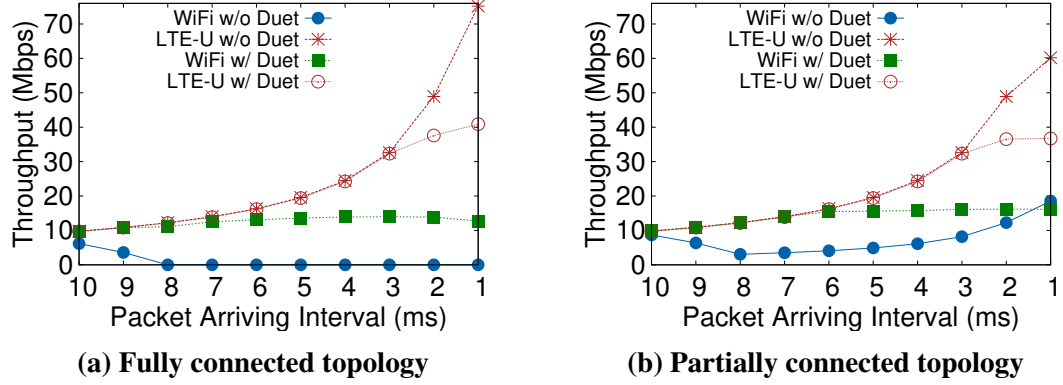 WiFi w/o Duet
LTE-U w/o Duet
WiFi w/ Duet
LTE-U w/ Duet
Throughput (Mbps)
70
60
50
40
30
20
10
0
10 9 8 7 6 5 4 3 2 1
Packet Arriving Interval (ms)
(a) Fully connected topology
WiFi w/o Duet
LTE-U w/o Duet
WiFi w/ Duet
LTE-U w/ Duet
Throughput (Mbps)
70
60
50
40
30
20
10
0
10 9 8 7 6 5 4 3 2 1
Packet Arriving Interval (ms)
(b) Partially connected topology